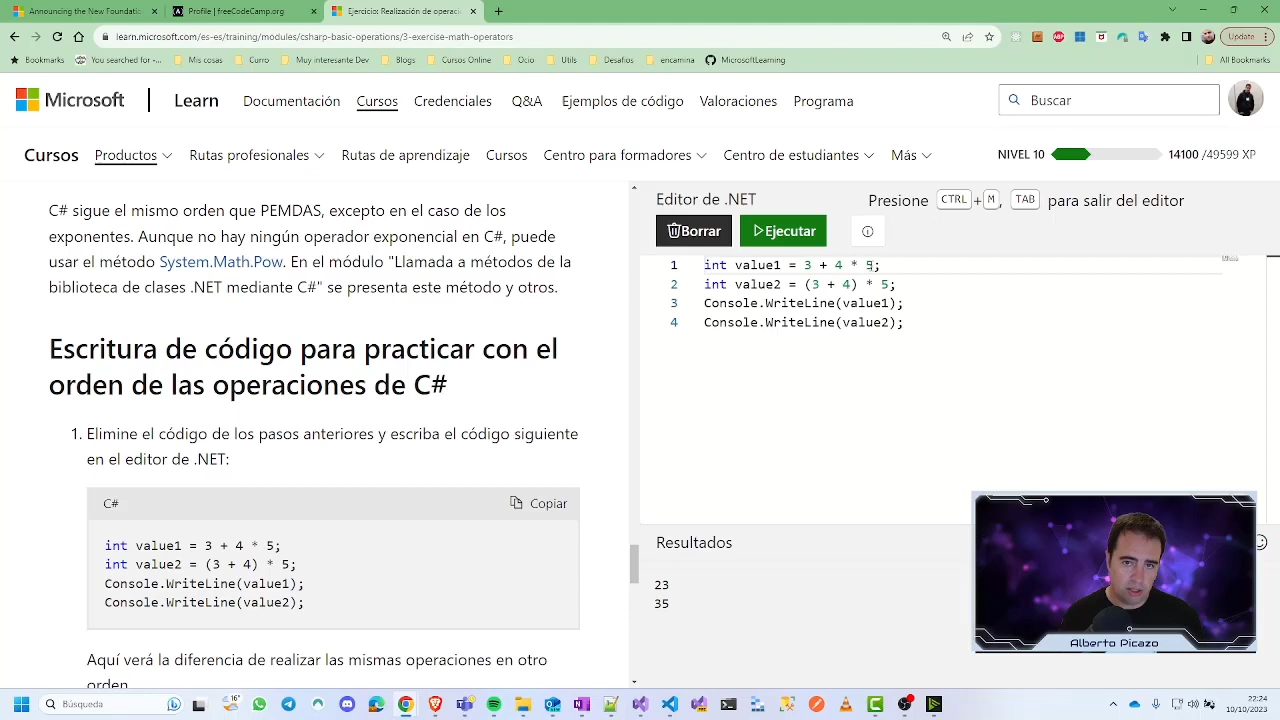 Announcing the New Foundatic
Profile | freeCodeCamp.org
Ejercicio: Realización de operacio
learn.microsoft.com/es-es/training/modules/csharp-basic-operations/3-exercise-math-operators
Update
Bookmarks
You searched for -...
Mis cosas
Curro
Muy interesante Dev
Blogs
Cursos Online
Ocio
Utils
Desafios
encamina
MicrosoftLearning
All Bookmarks
Microsoft
Learn
Documentación
Cursos
Credenciales
Q&A
Ejemplos de código
Valoraciones
Programa
Buscar
Cursos
Productos
Rutas profesionales
Rutas de aprendizaje
Cursos
Centro para formadores
Centro de estudiantes
Más
NIVEL 10
14100 /49599 XP
C# sigue el mismo orden que PEMDAS, excepto en el caso de los
exponentes. Aunque no hay ningún operador exponencial en C#, puede
usar el método System.Math.Pow. En el módulo "Llamada a métodos de la
biblioteca de clases .NET mediante C#" se presenta este método y otros.
Escritura de código para practicar con el
orden de las operaciones de C#
1. Elimine el código de los pasos anteriores y escriba el código siguiente
en el editor de .NET:
C#
Copiar
int value1 = 3 + 4 * 5;
int value2 = (3 + 4) * 5;
Console.WriteLine(value1);
Console.WriteLine(value2);
Aquí verá la diferencia de realizar las mismas operaciones en otro
orden
Editor de .NET
Presione CTRL + M, TAB para salir del editor
Borrar
Ejecutar
1 int value1 = 3 + 4 * 5;
2 int value2 = (3 + 4) * 5;
3 Console.WriteLine(value1);
4 Console.WriteLine(value2);
Resultados
23
35
Alberto Picazo
Búsqueda
16°
22:24
10/10/2023